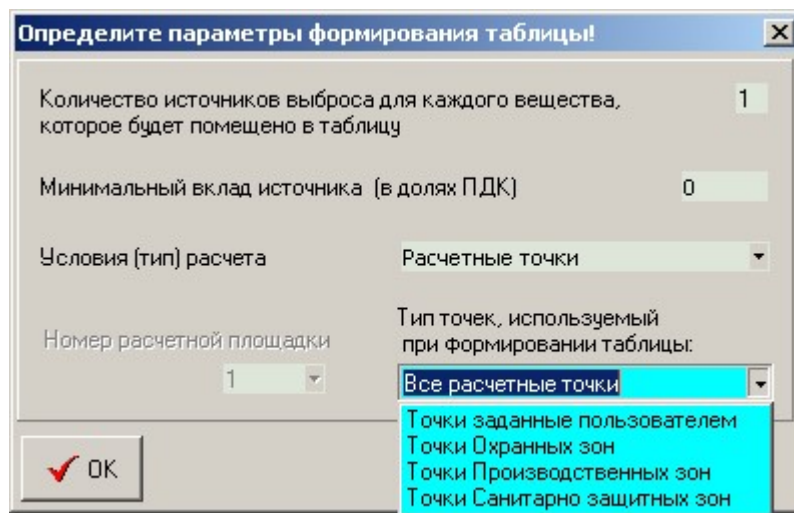 Определите параметры формирования таблицы!
Количество источников выброса для каждого вещества,
которое будет помещено в таблицу
1
Минимальный вклад источника (в долях ПДК)
0
Условия (тип) расчета
Расчетные точки
Номер расчетной площадки
1
Тип точек, используемый
при формировании таблицы:
Все расчетные точки
Точки заданные пользователем
Точки Охранных зон
Точки Производственных зон
Точки Санитарно защитных зон
OK